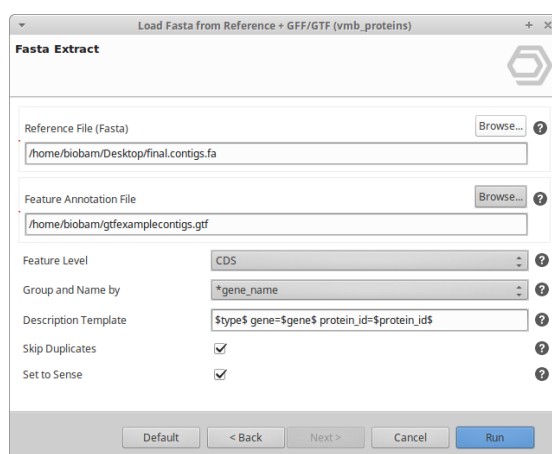 Load Fasta from Reference + GFF/GTF (vmb_proteins)
Fasta Extract
Reference File (Fasta)
Browse...
/home/biobam/Desktop/final.contigs.fa
Feature Annotation File
Browse...
/home/biobam/gtfexamplecontigs.gtf
Feature Level
CDS
Group and Name by
*gene_name
Description Template
$type$ gene=$gene$ protein_id=$protein_id$
Skip Duplicates
Set to Sense
Default
< Back
Next >
Cancel
Run